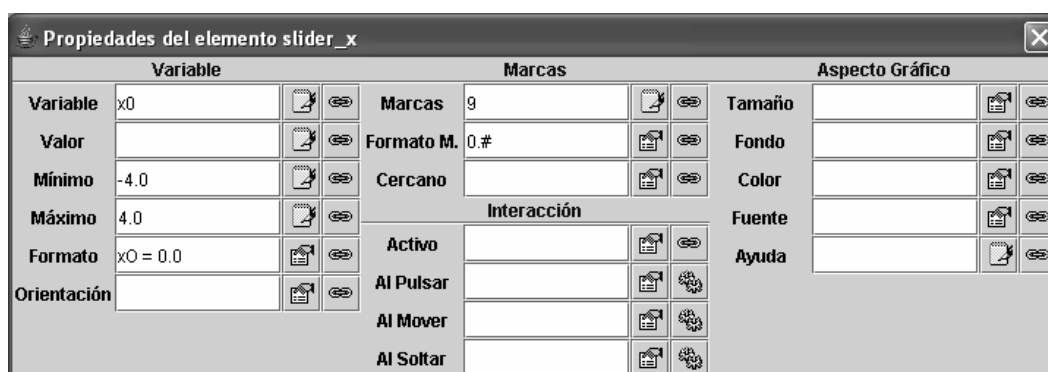 Propiedades del elemento slider_x
Variable Marcas Aspecto Gráfico
Variable x0 Marcas 9 Tamaño
Valor Formato M. 0.# Fondo
Mínimo -4.0 Cercano Color
Máximo 4.0 Interacción Fuente
Formato xO = 0.0 Activo Ayuda
Orientación Al Pulsar
Al Mover
Al Soltar